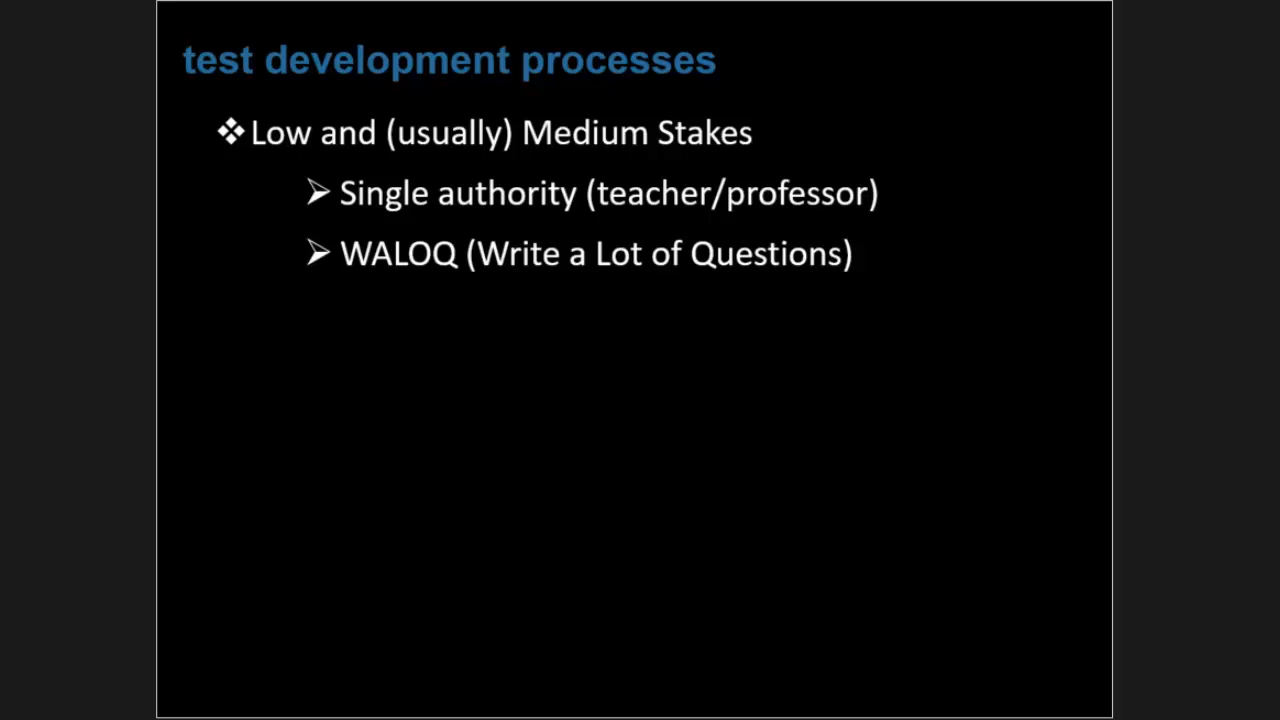 test development processes
❖Low and (usually) Medium Stakes
➢ Single authority (teacher/professor)
➢ WALOQ (Write a Lot of Questions)